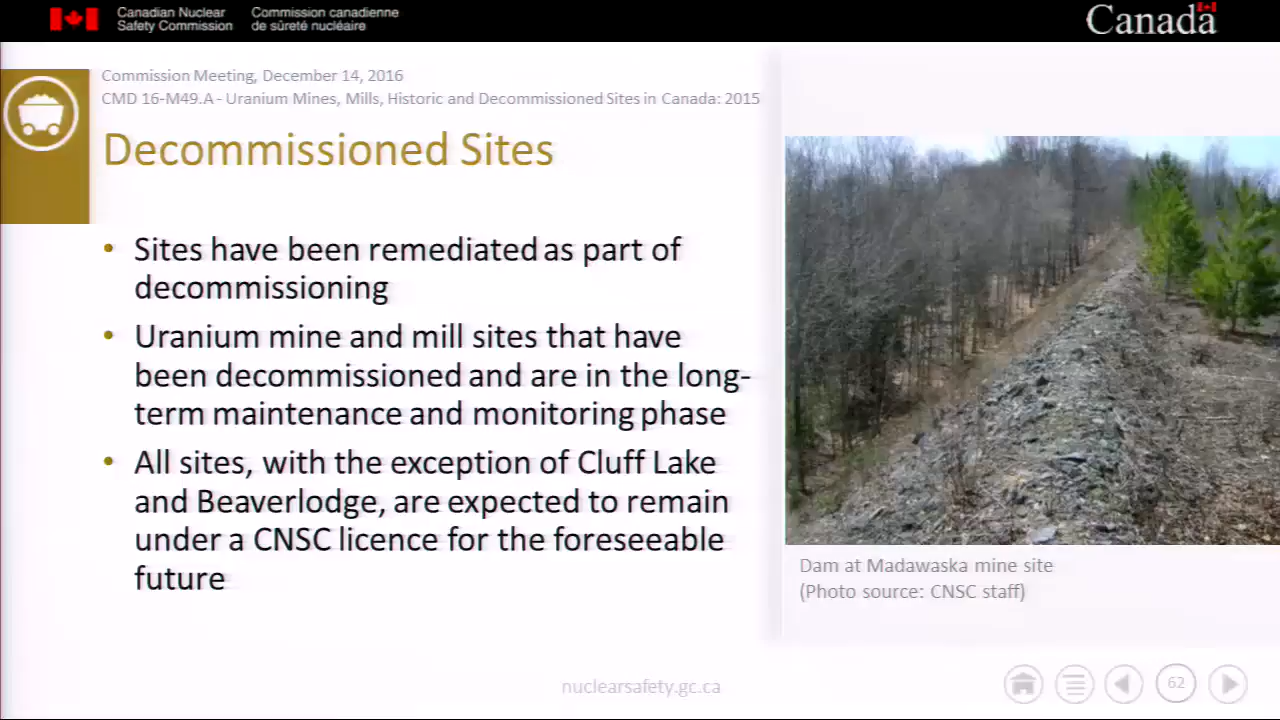 Canadian Nuclear
Safety Commission
Commission canadienne
de sûreté nucléaire
Canada
Commission Meeting, December 14, 2016
CMD 16-M49.A - Uranium Mines, Mills, Historic and Decommissioned Sites in Canada: 2015
Decommissioned Sites
• Sites have been remediated as part of
decommissioning
• Uranium mine and mill sites that have
been decommissioned and are in the long-
term maintenance and monitoring phase
• All sites, with the exception of Cluff Lake
and Beaverlodge, are expected to remain
under a CNSC licence for the foreseeable
future
Dam at Madawaska mine site
(Photo source: CNSC staff)
nuclearsafety.gc.ca
62